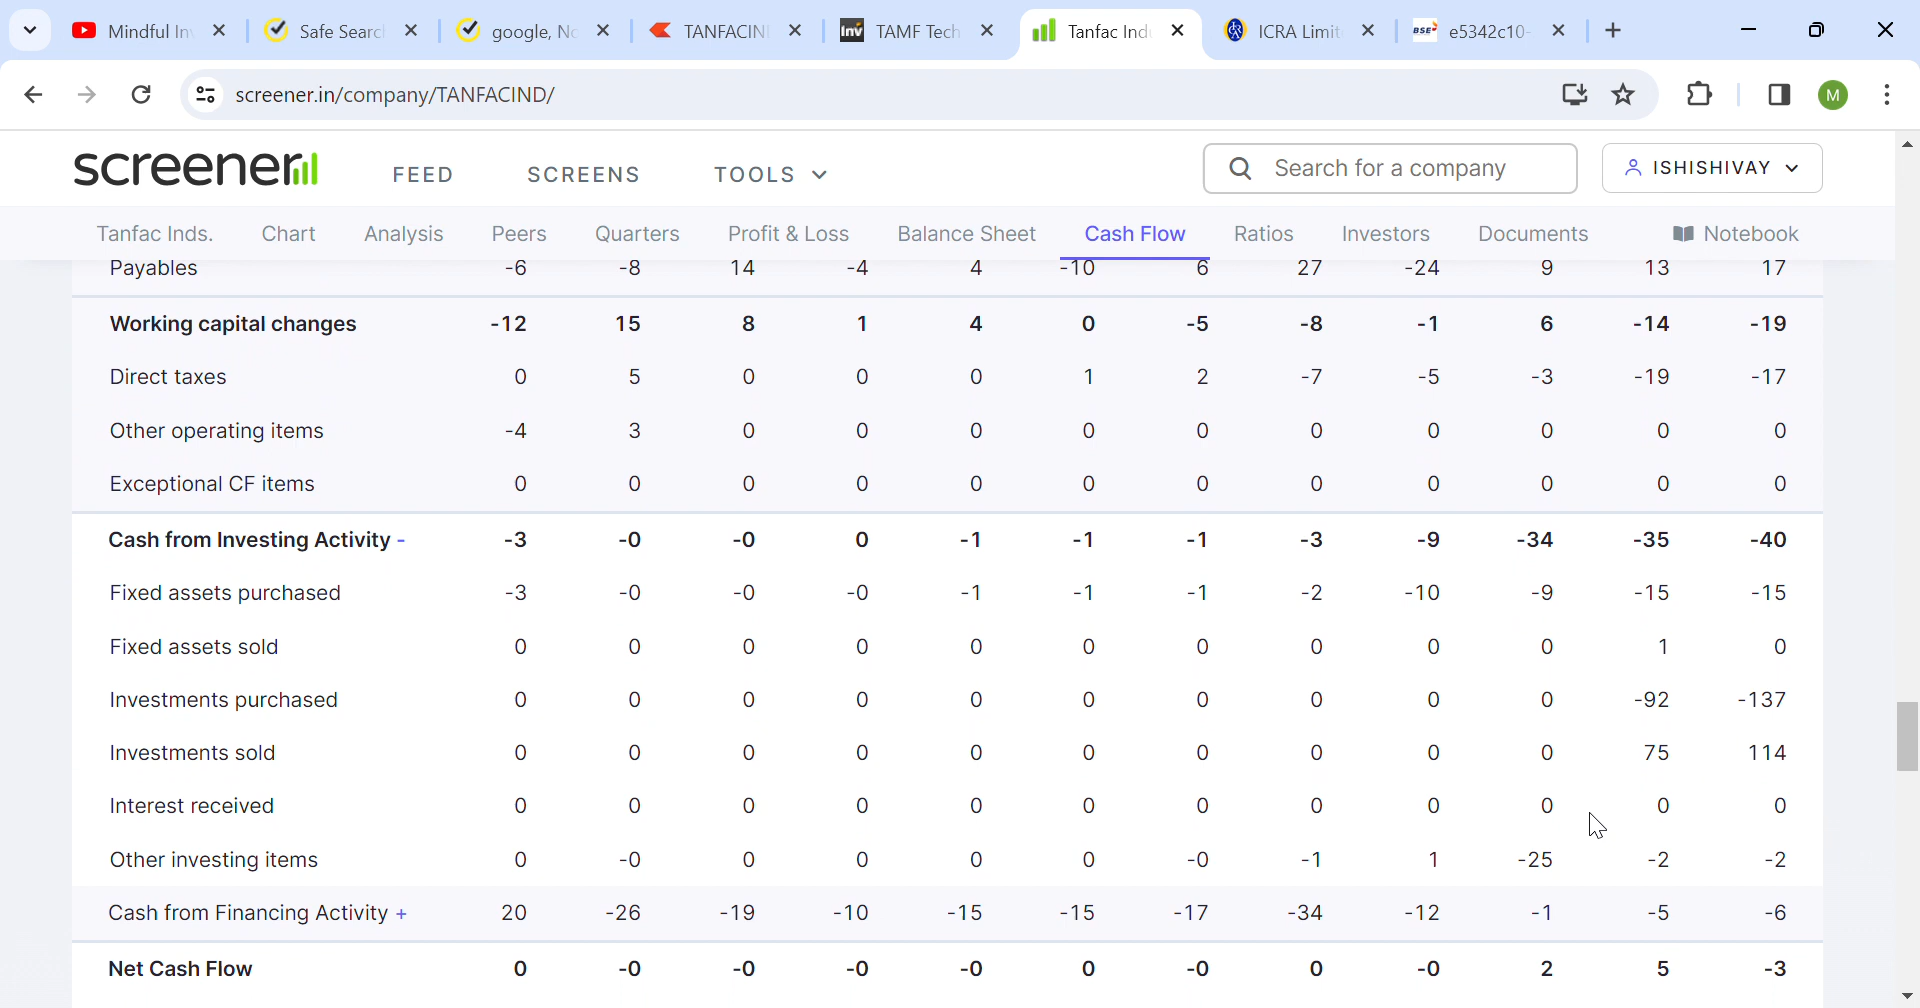 Mindful In Safe Searc google, No TANFACIN TAMF Tech Tanfac Indu ICRA Limit BSE e5342c10-
screener.in/company/TANFACIND/ M
screener FEED SCREENS TOOLS Search for a company ISHISHIVAY
Tanfac Inds. Chart Analysis Peers Quarters Profit & Loss Balance Sheet Cash Flow Ratios Investors Documents Notebook
Payables -6 -8 14 -4 4 -10 6 27 -24 9 13 17
Working capital changes -12 15 8 1 4 0 -5 -8 -1 6 -14 -19
Direct taxes 0 5 0 0 0 1 2 -7 -5 -3 -19 -17
Other operating items -4 3 0 0 0 0 0 0 0 0 0 0
Exceptional CF items 0 0 0 0 0 0 0 0 0 0 0 0
Cash from Investing Activity - -3 -0 -0 0 -1 -1 -1 -3 -9 -34 -35 -40
Fixed assets purchased -3 -0 -0 -0 -1 -1 -1 -2 -10 -9 -15 -15
Fixed assets sold 0 0 0 0 0 0 0 0 0 0 1 0
Investments purchased 0 0 0 0 0 0 0 0 0 0 -92 -137
Investments sold 0 0 0 0 0 0 0 0 0 0 75 114
Interest received 0 0 0 0 0 0 0 0 0 0 0 0
Other investing items 0 -0 0 0 0 0 -0 -1 1 -25 -2 -2
Cash from Financing Activity + 20 -26 -19 -10 -15 -15 -17 -34 -12 -1 -5 -6
Net Cash Flow 0 -0 -0 -0 -0 0 -0 0 -0 2 5 -3